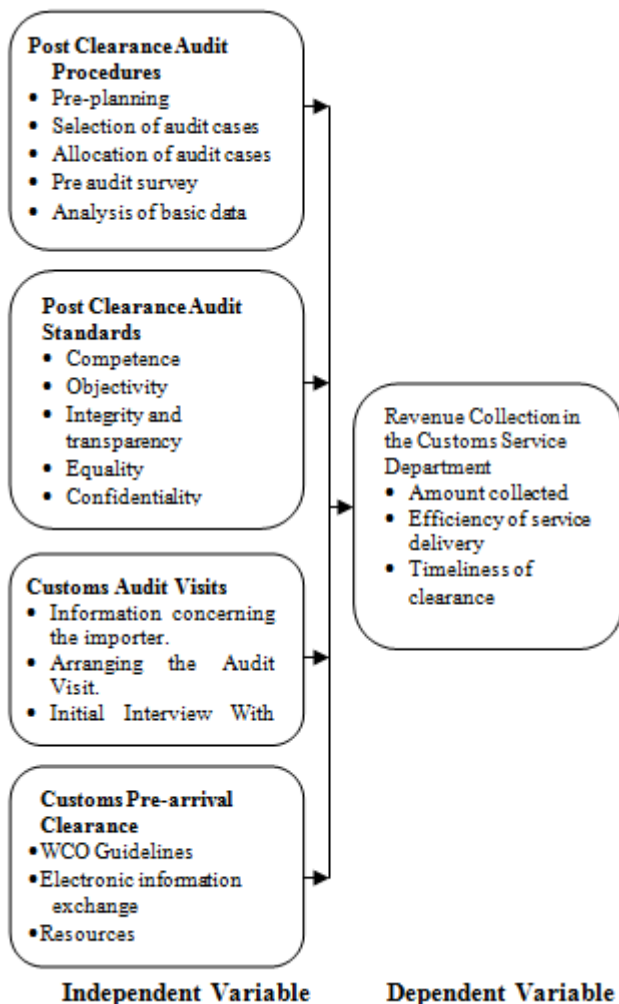 Post Clearance Audit
Procedures
• Pre-planning
• Selection of audit cases
• Allocation of audit cases
• Pre audit survey
• Analysis of basic data
Post Clearance Audit
Standards
• Competence
• Objectivity
• Integrity and
transparency
• Equality
• Confidentiality
Customs Audit Visits
• Information concerning
the importer.
• Arranging the Audit
Visit.
• Initial Interview With
Customs Pre-arrival
Clearance
•WCO Guidelines
•Electronic information
exchange
•Resources
Independent Variable
Revenue Collection in
the Customs Service
Department
• Amount collected
• Efficiency of service
delivery
• Timeliness of
clearance
Dependent Variable